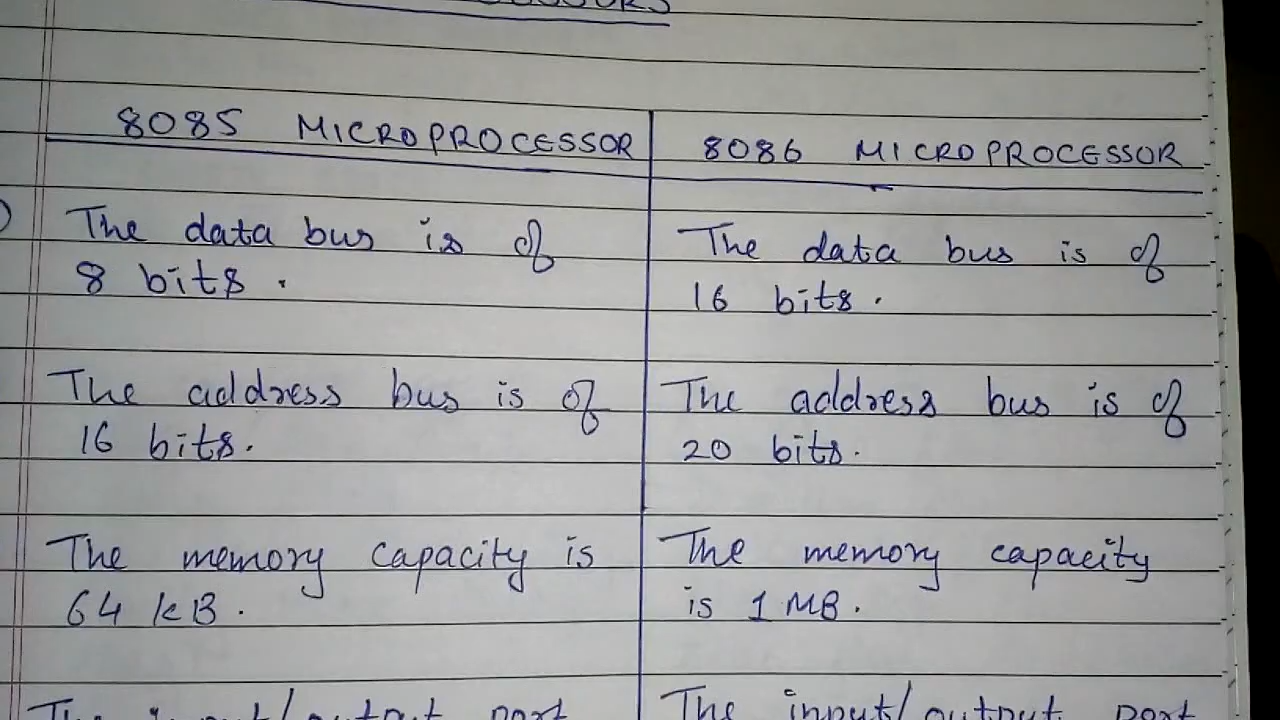 8085 MICROPROCESSOR
The data bus is of
8 bits.
The address bus is of
16 bits.
The memory capacity is
64 kB.
8086 MICROPROCESSOR
The data bus is of
16 bits.
The address bus is of
20 bits.
The memory capacity
is 1 MB.
The input/output port